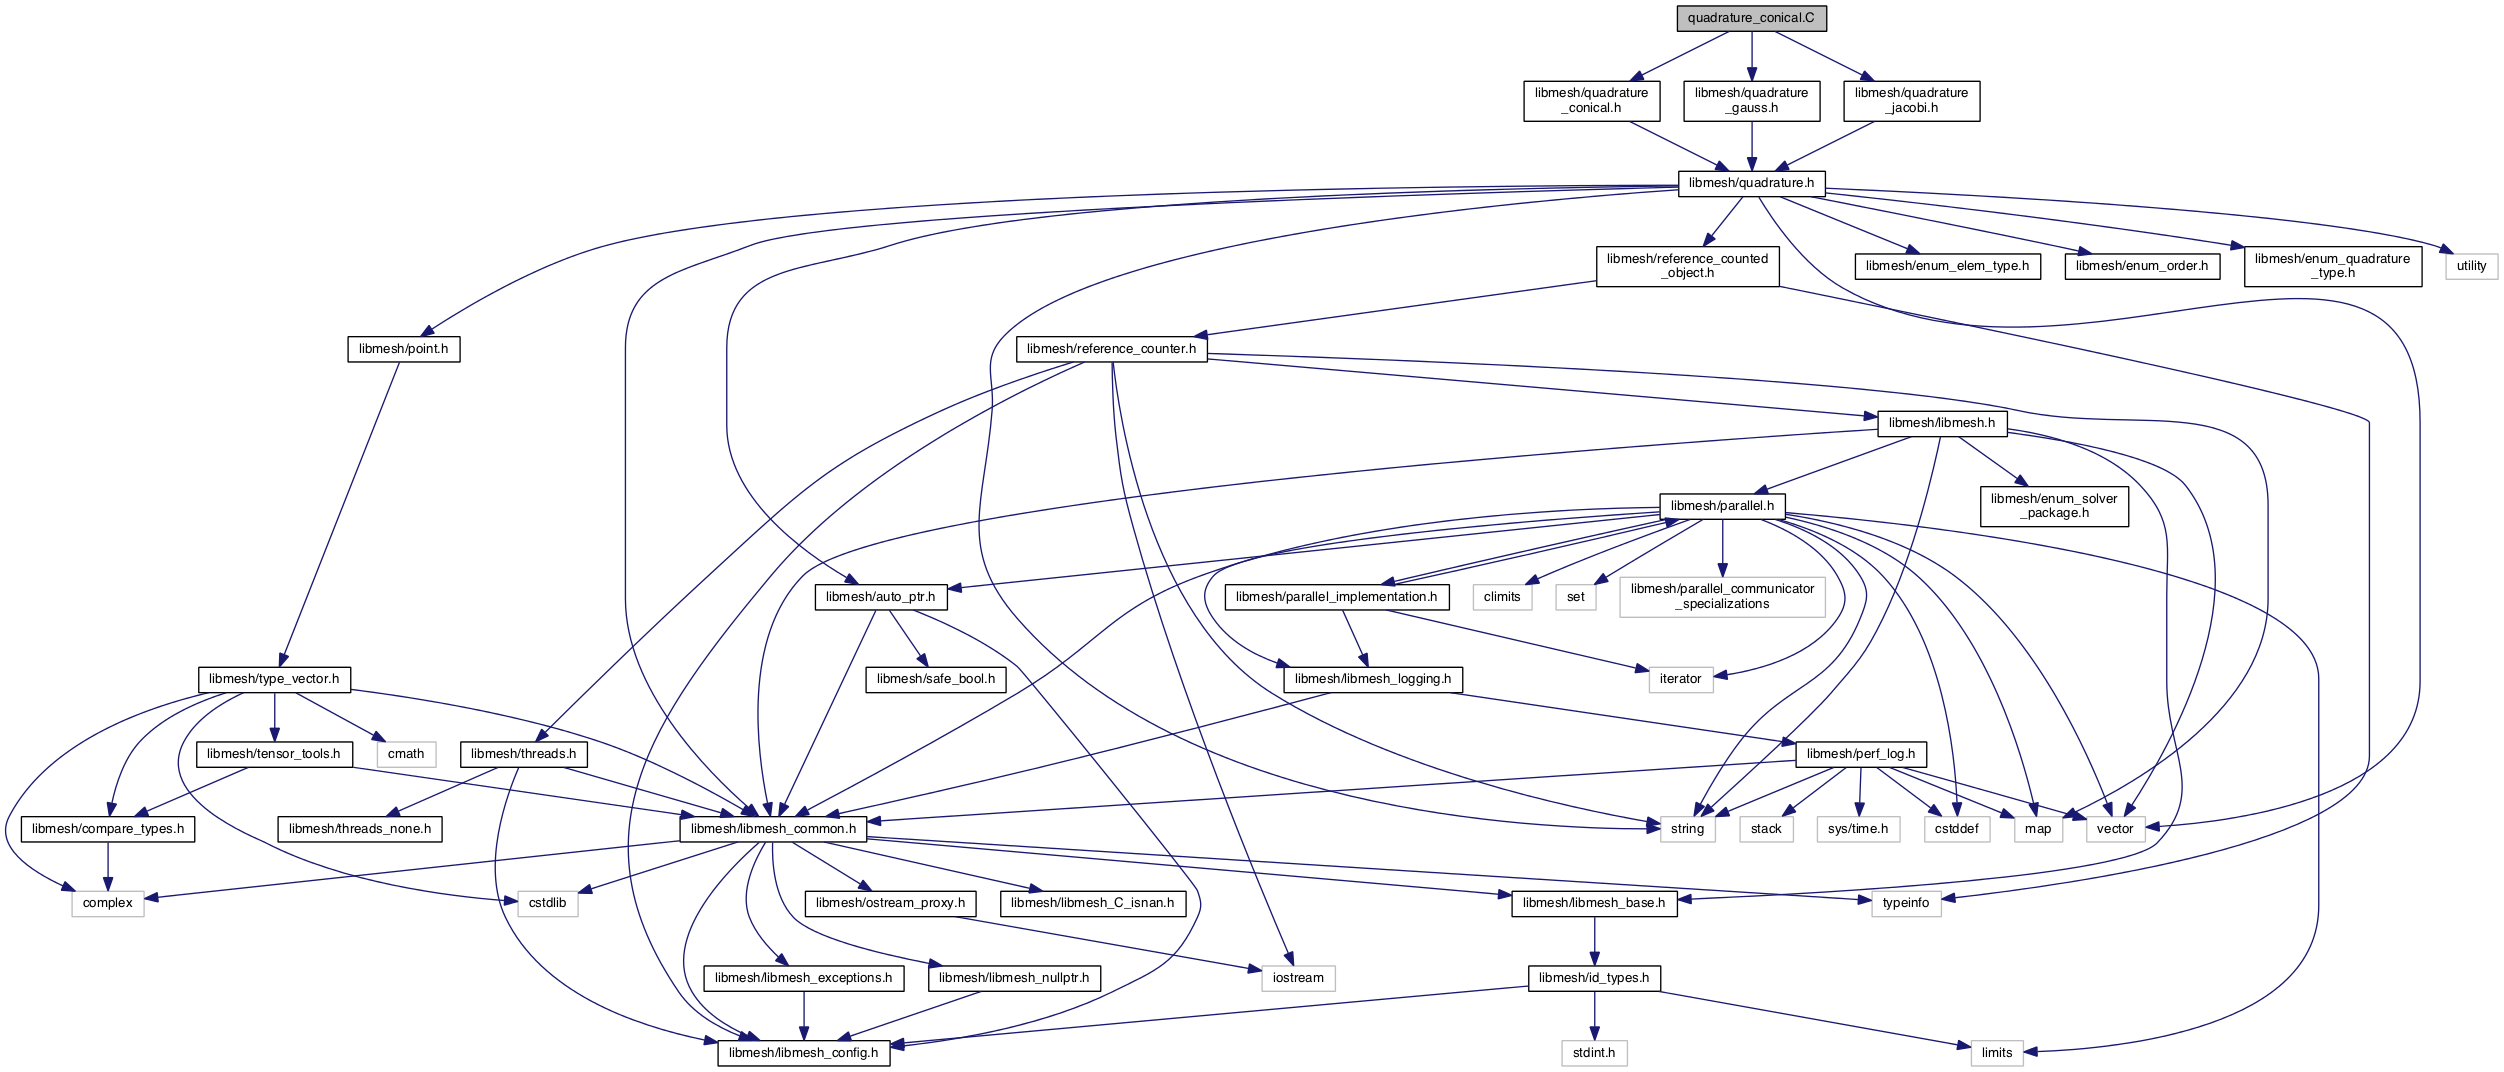 quadrature_conical.C
libmesh/quadrature
_conical.h
libmesh/quadrature
_gauss.h
libmesh/quadrature
_jacobi.h
libmesh/quadrature.h
libmesh/reference_counted
_object.h
libmesh/enum_elem_type.h
libmesh/enum_order.h
libmesh/enum_quadrature
_type.h
utility
libmesh/point.h
libmesh/reference_counter.h
libmesh/libmesh.h
libmesh/parallel.h
libmesh/enum_solver
_package.h
libmesh/auto_ptr.h
libmesh/parallel_implementation.h
climits
set
libmesh/parallel_communicator
_specializations
libmesh/type_vector.h
libmesh/safe_bool.h
libmesh/libmesh_logging.h
iterator
libmesh/tensor_tools.h
cmath
libmesh/threads.h
libmesh/perf_log.h
libmesh/compare_types.h
libmesh/threads_none.h
libmesh/libmesh_common.h
string
stack
sys/time.h
cstddef
map
vector
complex
cstdlib
libmesh/ostream_proxy.h
libmesh/libmesh_C_isnan.h
libmesh/libmesh_base.h
typeinfo
libmesh/libmesh_exceptions.h
libmesh/libmesh_nullptr.h
iostream
libmesh/id_types.h
libmesh/libmesh_config.h
stdint.h
limits